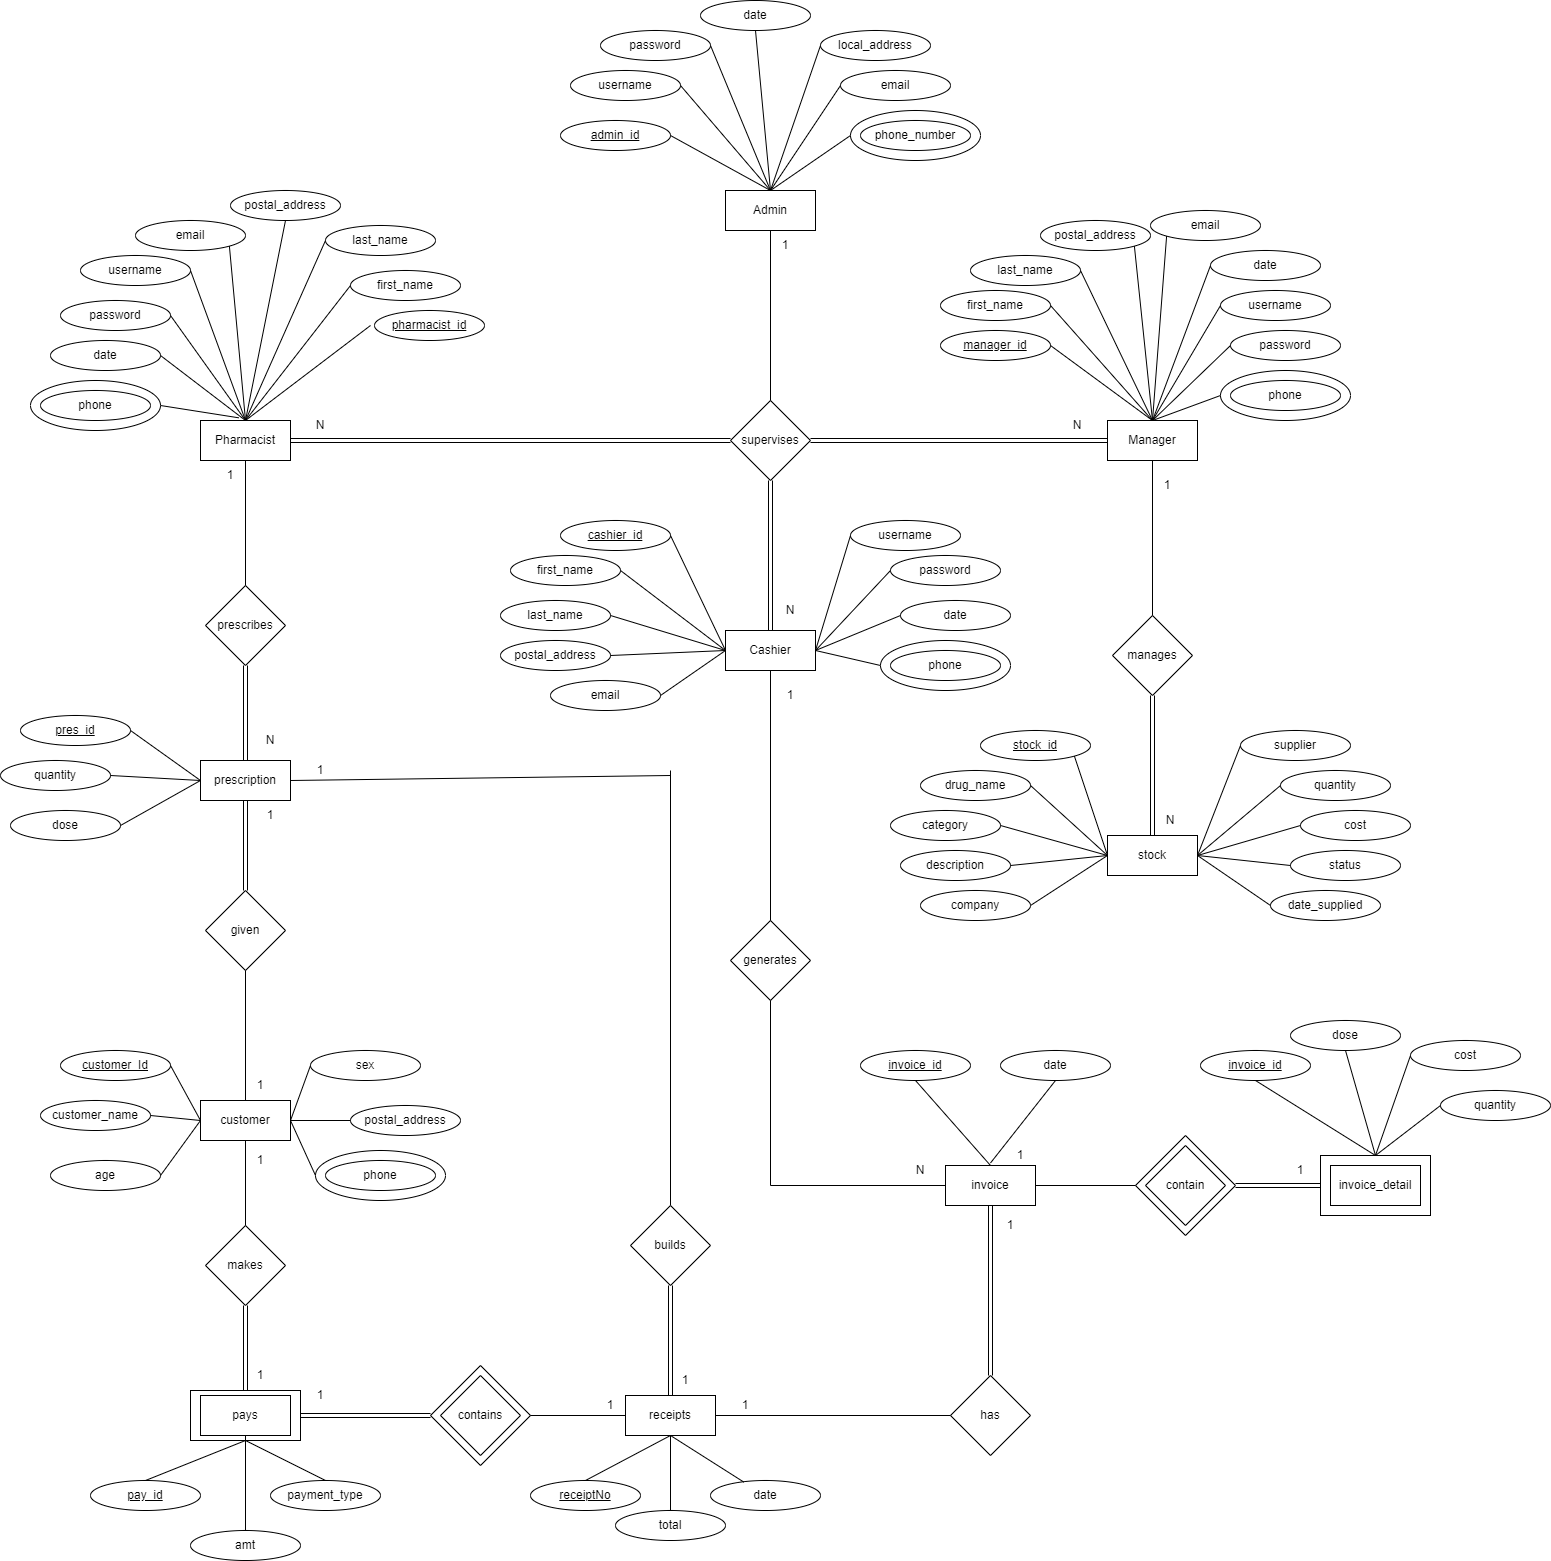 date
password
local_address
username
email
admin_id
phone_number
Admin
1
postal_address
email
last_name
username
first_name
password
pharmacist_id
date
phone
postal_address
email
last_name
date
first_name
username
manager_id
password
phone
Pharmacist
N
supervises
N
Manager
1
1
cashier_id
username
first_name
password
last_name
date
postal_address
phone
email
N
Cashier
1
prescribes
manages
pres_id
quantity
dose
N
prescription
1
1
stock_id
supplier
drug_name
quantity
category
cost
description
status
company
date_supplied
N
stock
given
generates
customer_Id
sex
customer_name
postal_address
age
phone
1
customer
1
invoice_id
date
invoice_id
dose
cost
quantity
N
invoice
1
contain
1
invoice_detail
1
makes
builds
1
pays
1
contains
1
receipts
1
1
has
pay_id
payment_type
amt
receiptNo
date
total